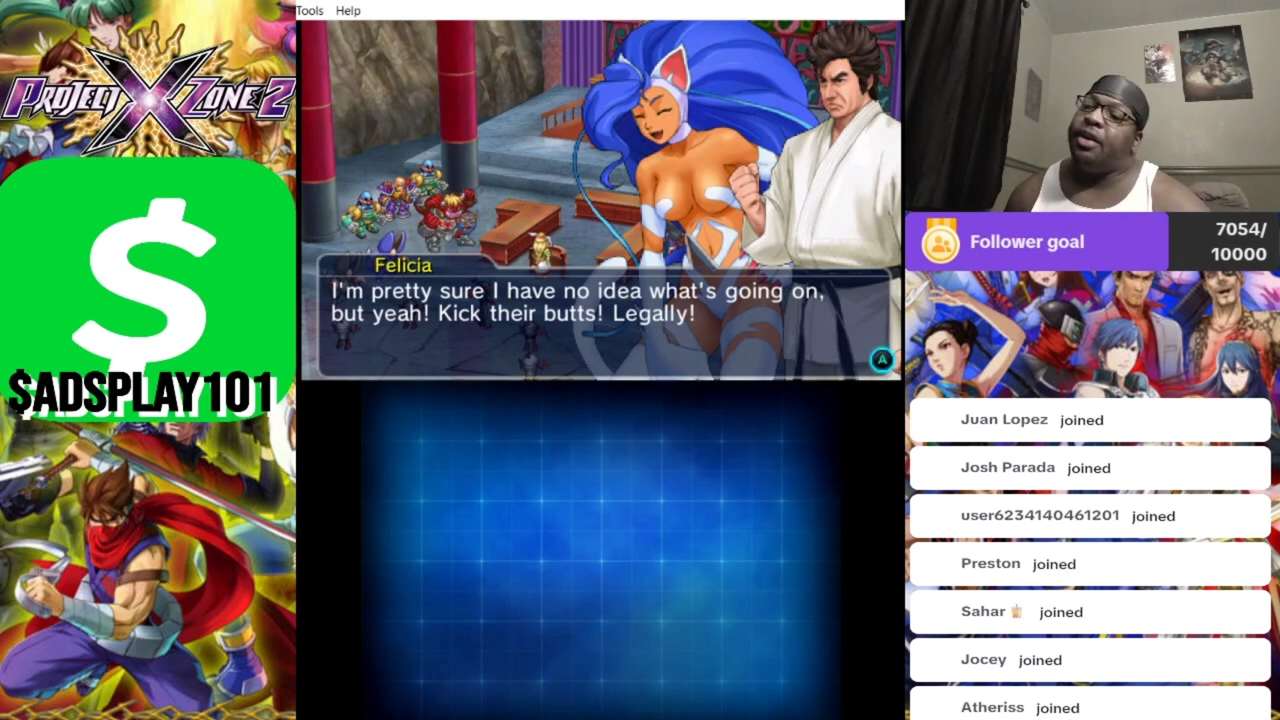 Tools Help
PROJECT X ZONE 2
$
$ADSPLAY101
Felicia
I'm pretty sure I have no idea what's going on,
but yeah! Kick their butts! Legally!
A
Follower goal
7054/
10000
Juan Lopez joined
Josh Parada joined
user6234140461201 joined
Preston joined
Sahar🧋 joined
Jocey joined
Atheriss joined